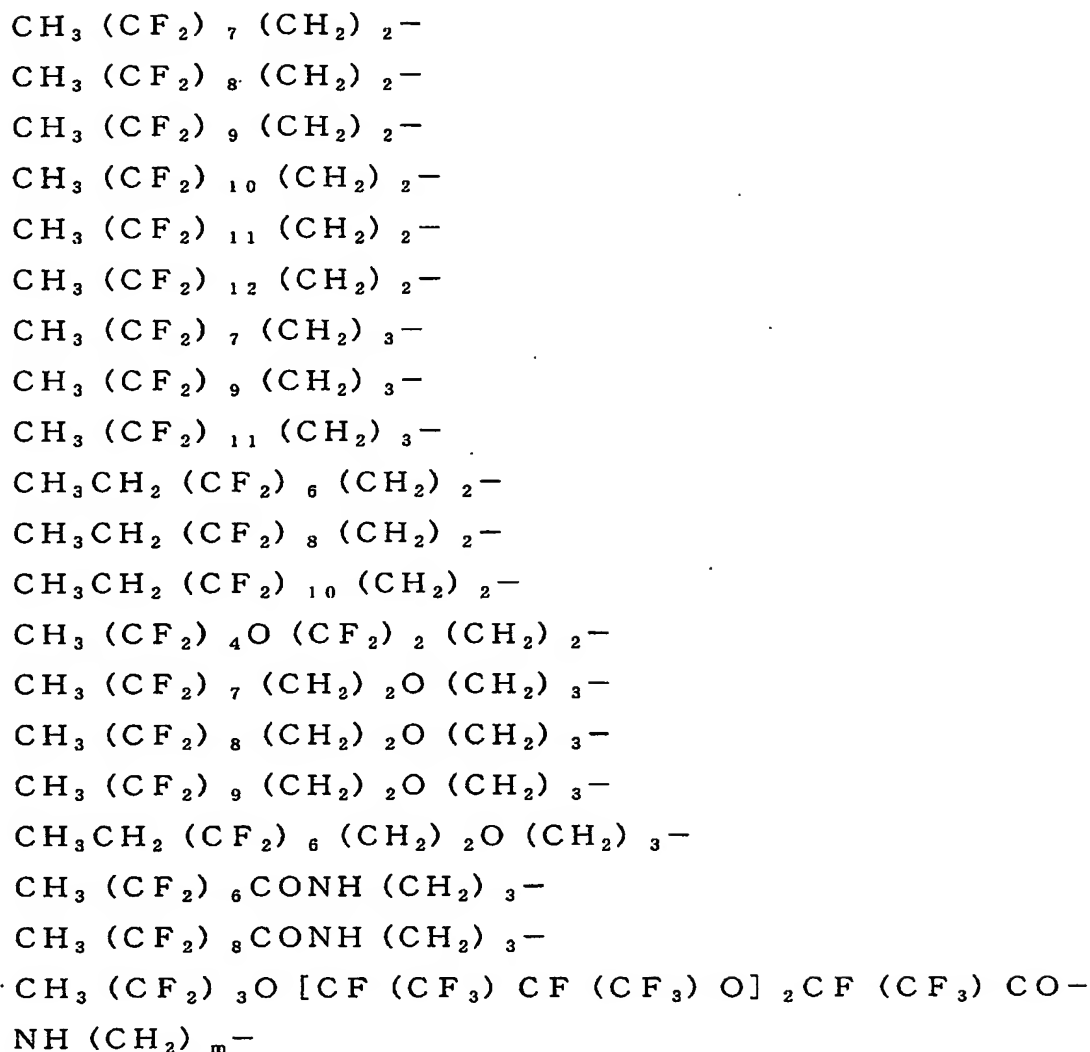 CH₃ (CF₂) ₇ (CH₂) ₂−
CH₃ (CF₂) ₈ (CH₂) ₂−
CH₃ (CF₂) ₉ (CH₂) ₂−
CH₃ (CF₂) ₁₀ (CH₂) ₂−
CH₃ (CF₂) ₁₁ (CH₂) ₂−
CH₃ (CF₂) ₁₂ (CH₂) ₂−
CH₃ (CF₂) ₇ (CH₂) ₃−
CH₃ (CF₂) ₉ (CH₂) ₃−
CH₃ (CF₂) ₁₁ (CH₂) ₃−
CH₃CH₂ (CF₂) ₆ (CH₂) ₂−
CH₃CH₂ (CF₂) ₈ (CH₂) ₂−
CH₃CH₂ (CF₂) ₁₀ (CH₂) ₂−
CH₃ (CF₂) ₄O (CF₂) ₂ (CH₂) ₂−
CH₃ (CF₂) ₇ (CH₂) ₂O (CH₂) ₃−
CH₃ (CF₂) ₈ (CH₂) ₂O (CH₂) ₃−
CH₃ (CF₂) ₉ (CH₂) ₂O (CH₂) ₃−
CH₃CH₂ (CF₂) ₆ (CH₂) ₂O (CH₂) ₃−
CH₃ (CF₂) ₆CONH (CH₂) ₃−
CH₃ (CF₂) ₈CONH (CH₂) ₃−
CH₃ (CF₂) ₃O [CF (CF₃) CF (CF₃) O] ₂CF (CF₃) CO−
NH (CH₂) ₘ−